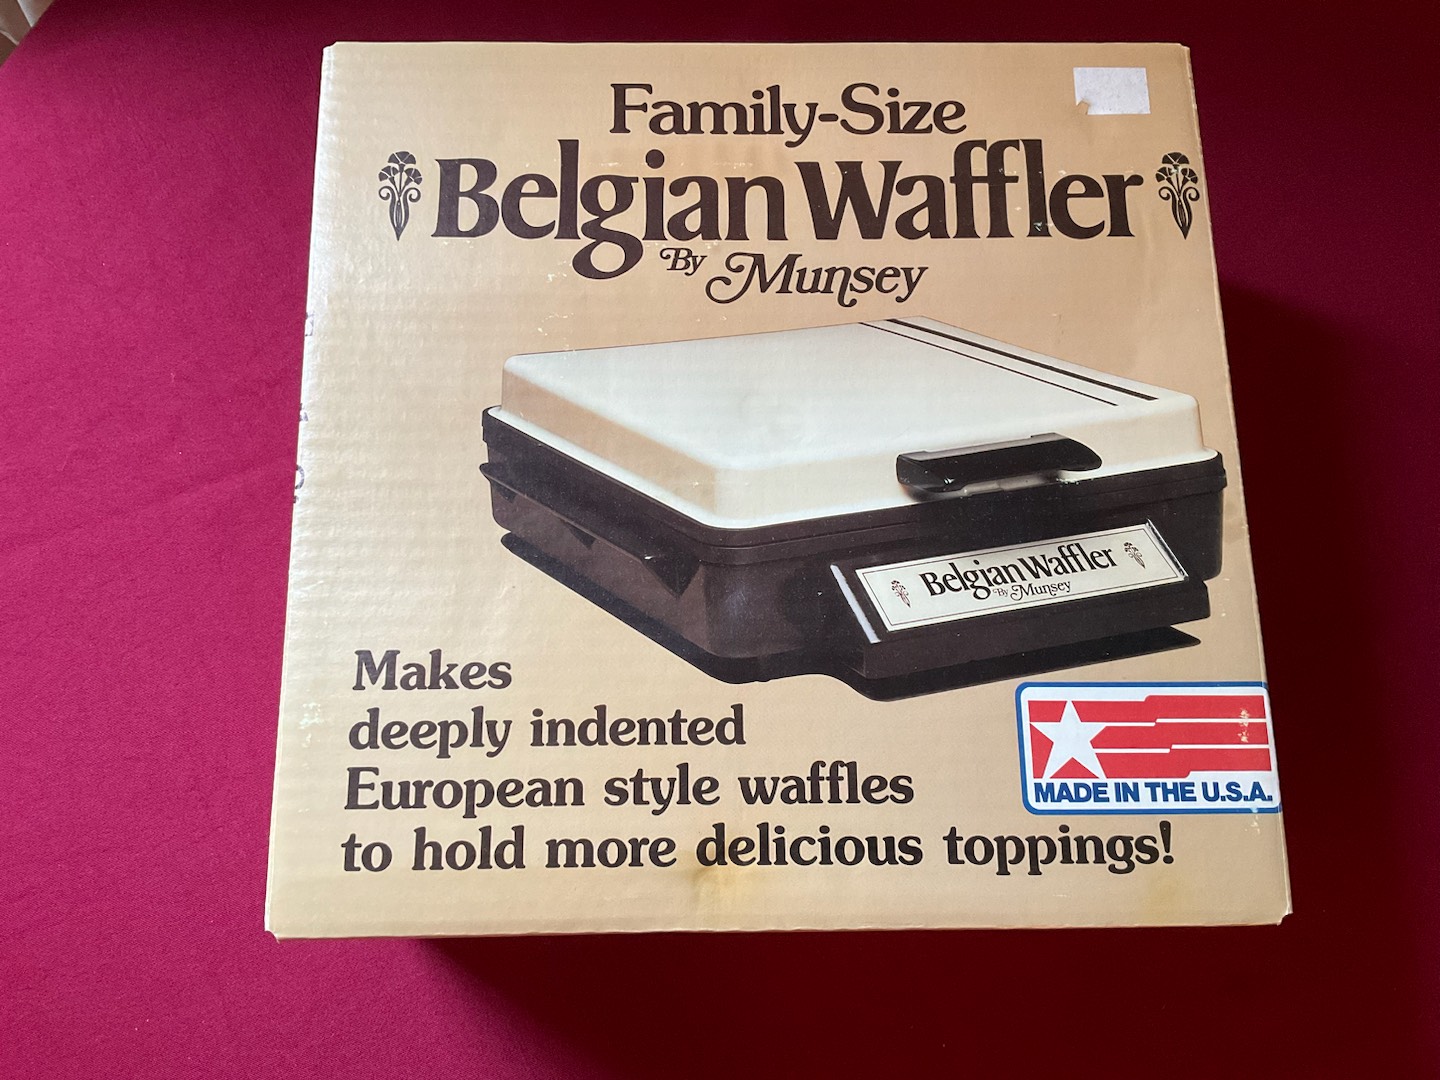 Family-Size
Belgian Waffler
By Munsey
Belgian Waffler
By Munsey
Makes
deeply indented
European style waffles
to hold more delicious toppings!
MADE IN THE U.S.A.